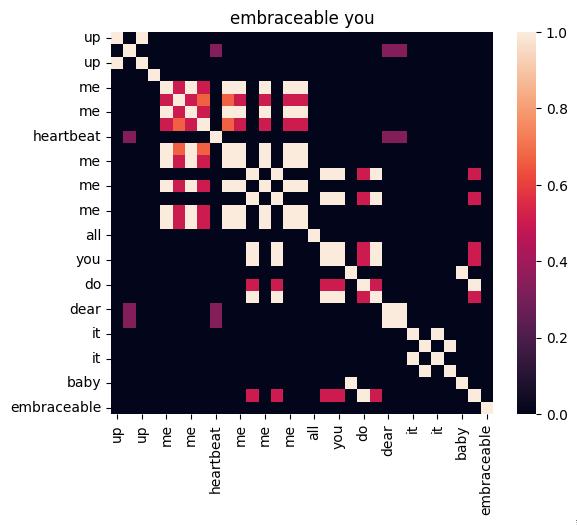 embraceable you
up
up
me
me
heartbeat
me
me
me
all
you
do
dear
it
it
baby
embraceable
1.0
0.8
0.6
0.4
0.2
0.0
up
up
me
me
heartbeat
me
me
me
all
you
do
dear
it
it
baby
embraceable